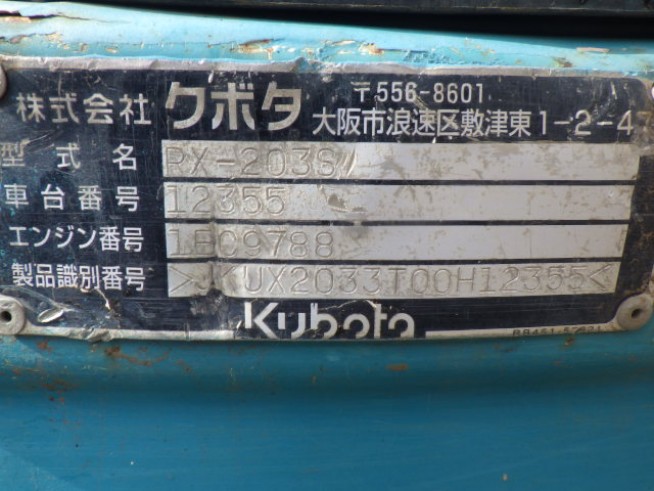 株式会社 クボタ 〒556-8601
大阪市浪速区敷津東1-2-47
型式名 RX-203S
車台番号 12355
エンジン番号
製品識別番号 >JKUX2033T00H12355<
Kubota